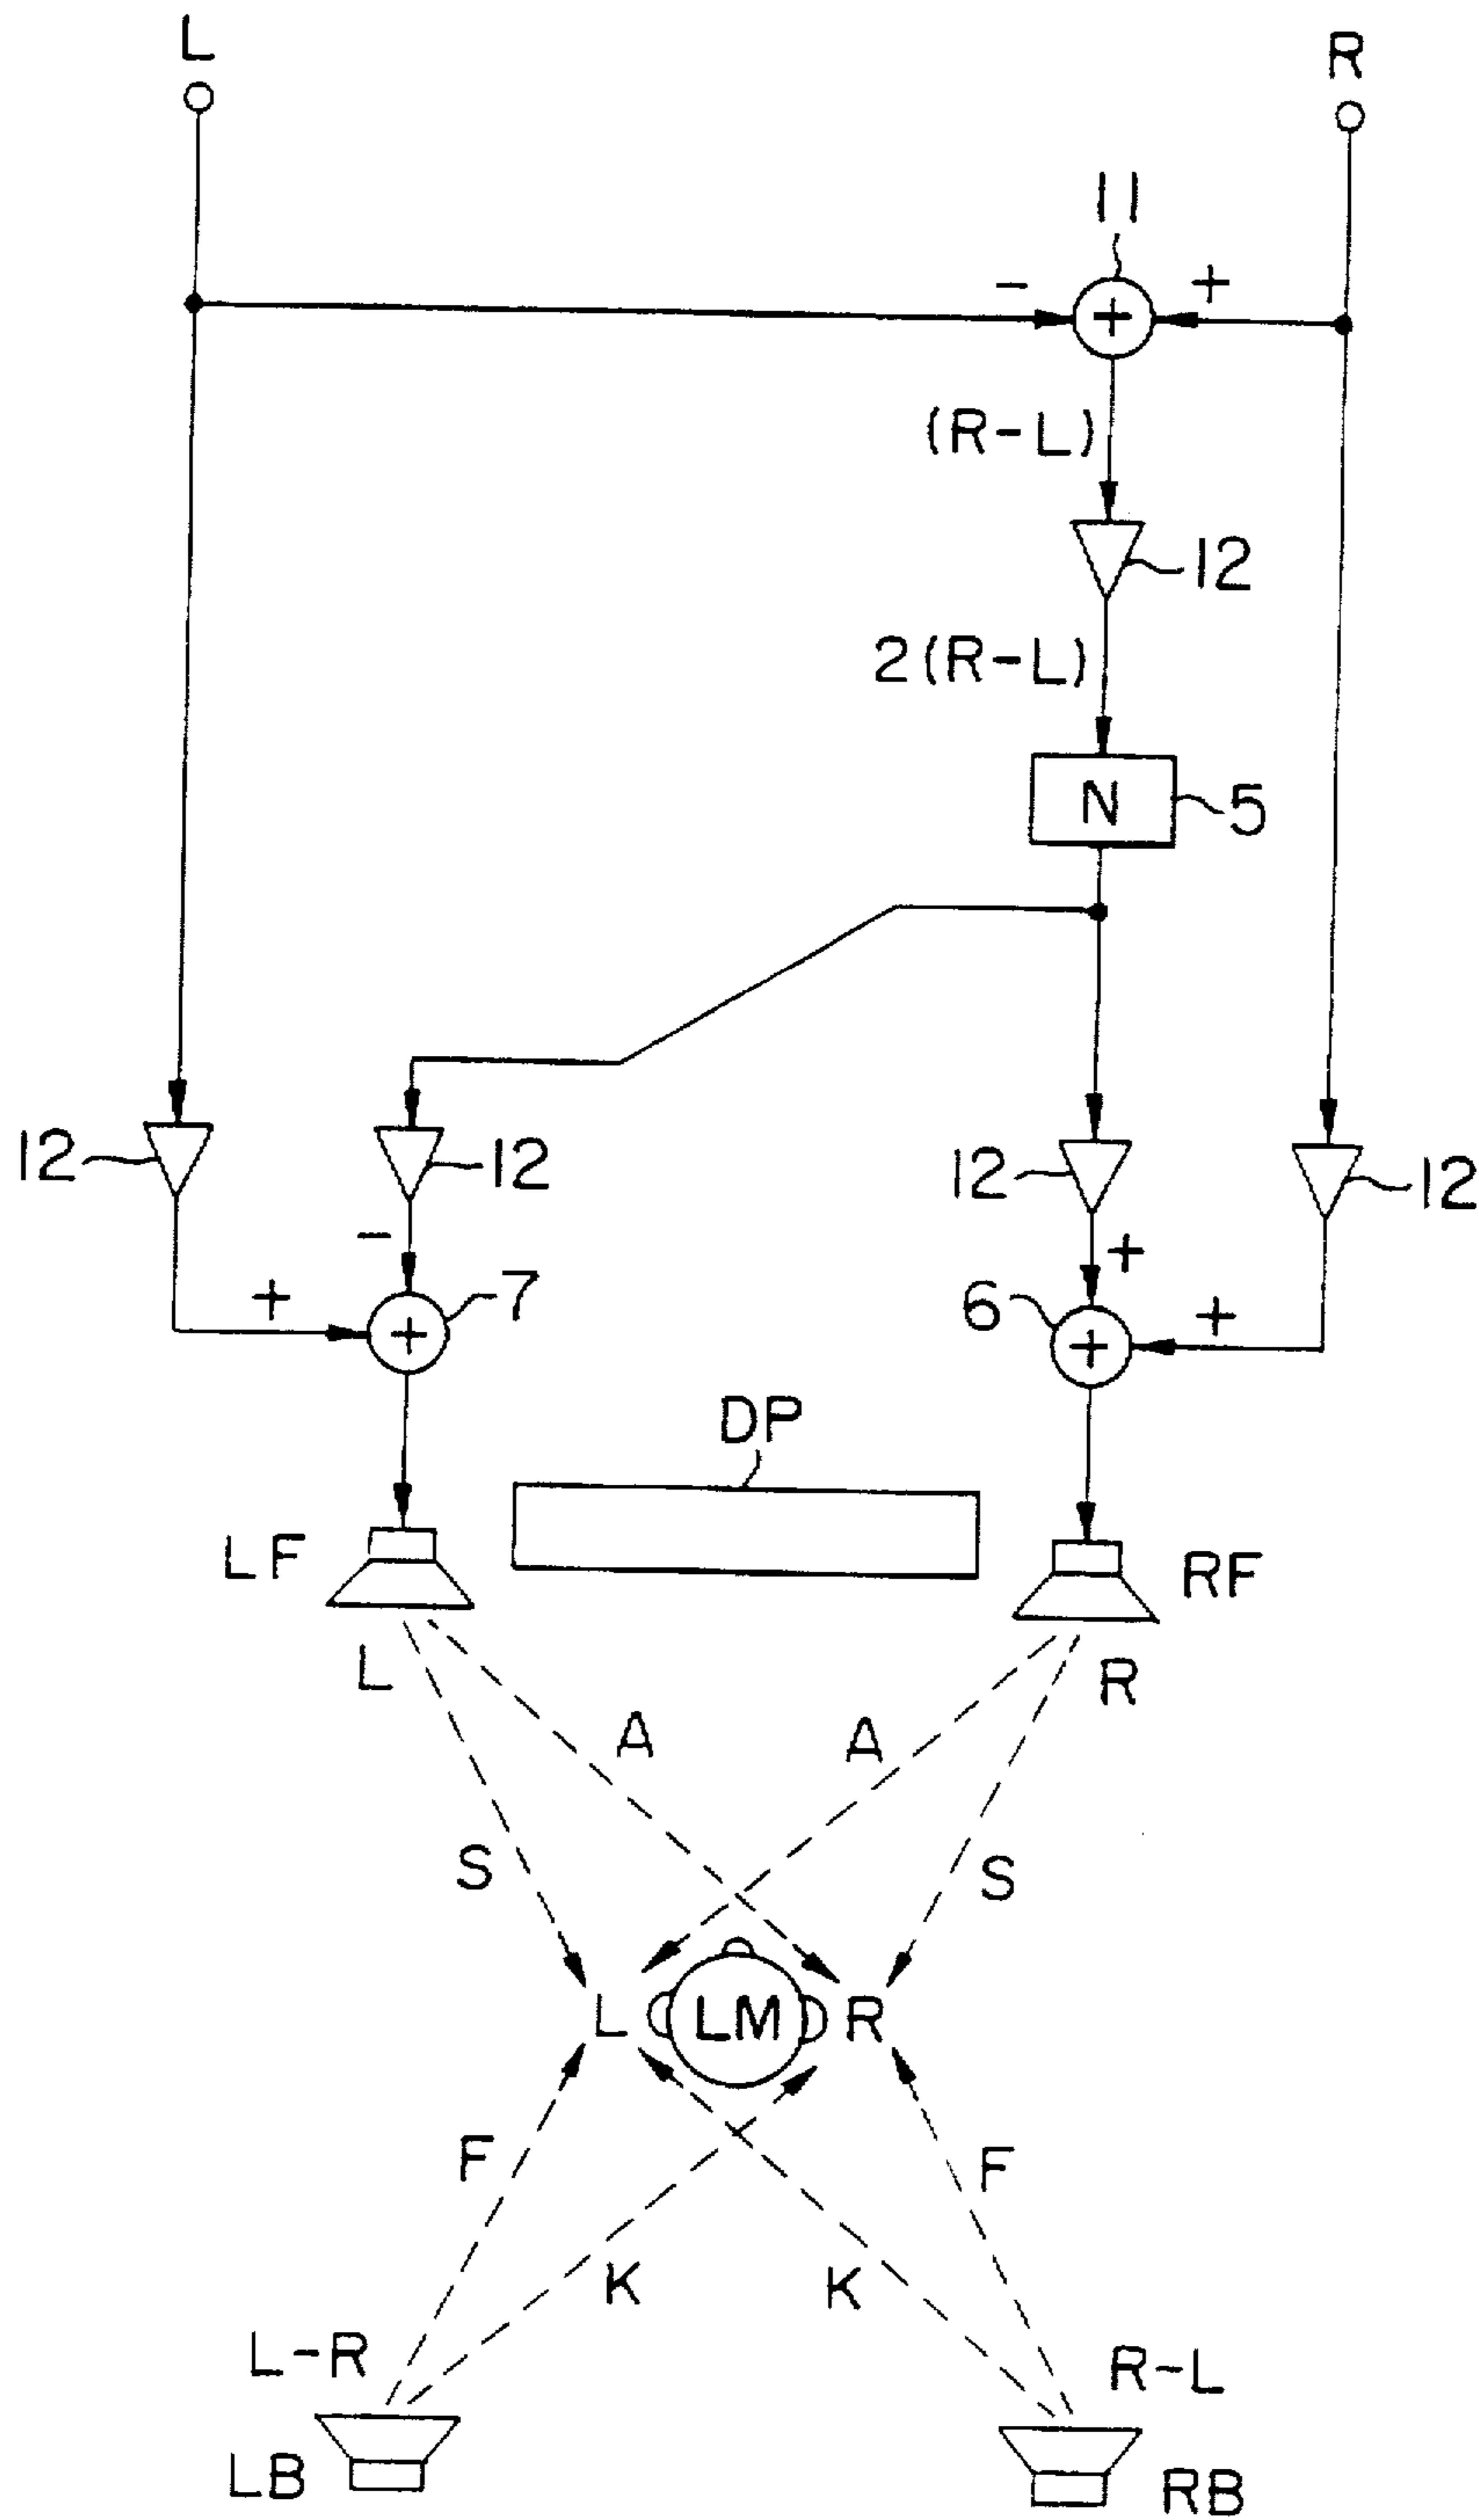 L
R
11
- +
+
(R-L)
12
2(R-L)
N
5
12
12
12
12
-
+
7
+
+
6
+
+
DP
LF
RF
L
R
A
A
S
S
L
LM
R
F
F
K
K
L-R
R-L
LB
RB